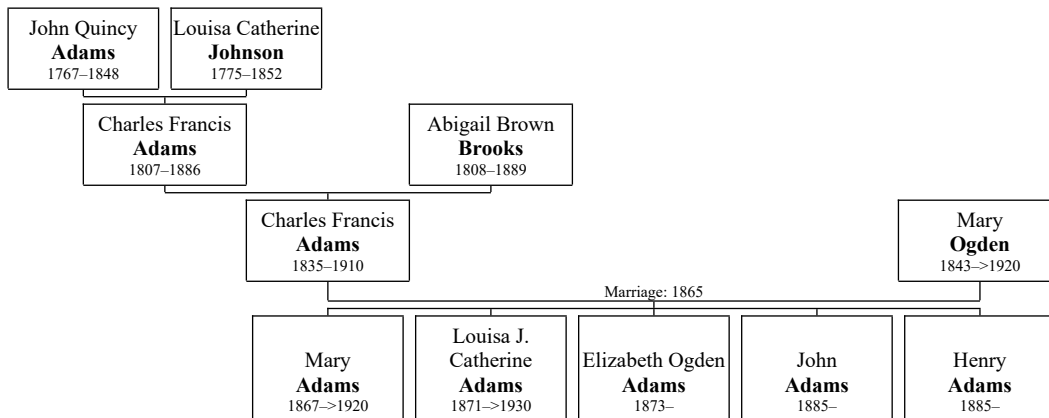 John Quincy
Adams
1767–1848
Louisa Catherine
Johnson
1775–1852
Charles Francis
Adams
1807–1886
Abigail Brown
Brooks
1808–1889
Charles Francis
Adams
1835–1910
Mary
Ogden
1843–>1920
Marriage: 1865
Mary
Adams
1867–>1920
Louisa J.
Catherine
Adams
1871–>1930
Elizabeth Ogden
Adams
1873–
John
Adams
1885–
Henry
Adams
1885–